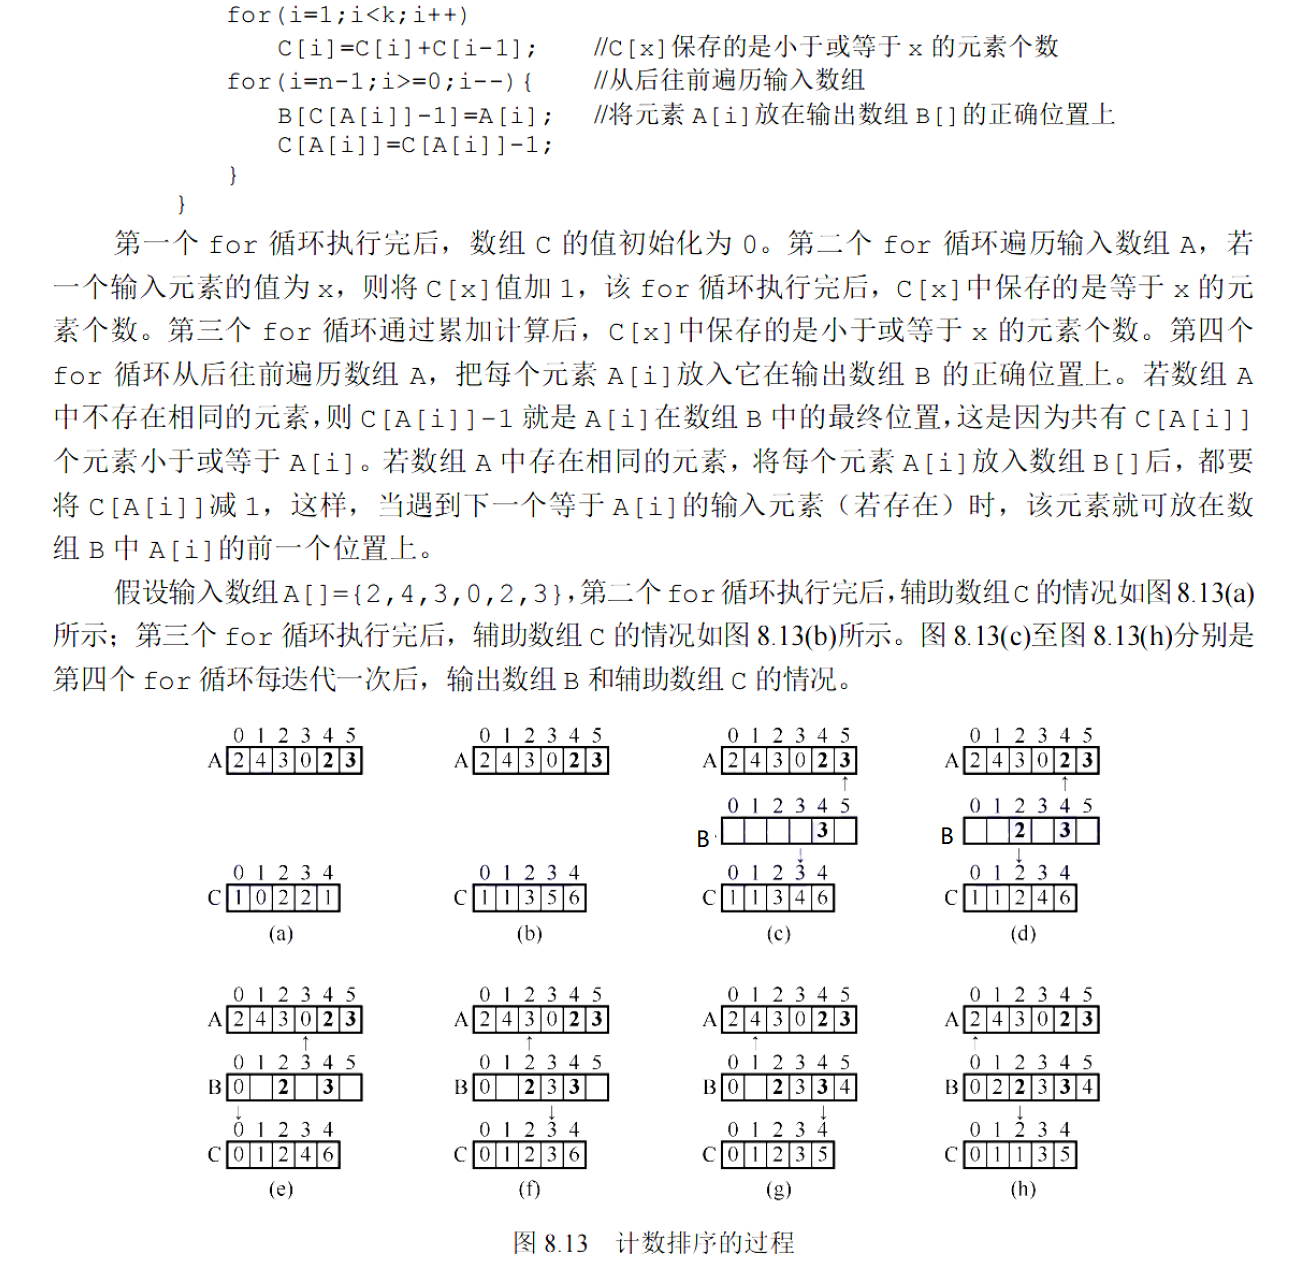 for(i=1;i<k;i++)
C[i]=C[i]+C[i-1]; //C[x]保存的是小于或等于 x 的元素个数
for(i=n-1;i>=0;i--){ //从后往前遍历输入数组
B[C[A[i]]-1]=A[i]; //将元素 A[i]放在输出数组 B[]的正确位置上
C[A[i]]=C[A[i]]-1;
}
}
第一个 for 循环执行完后，数组 C 的值初始化为 0。第二个 for 循环遍历输入数组 A，若
一个输入元素的值为 x，则将 C[x]值加 1，该 for 循环执行完后，C[x]中保存的是等于 x 的元
素个数。第三个 for 循环通过累加计算后，C[x]中保存的是小于或等于 x 的元素个数。第四个
for 循环从后往前遍历数组 A，把每个元素 A[i]放入它在输出数组 B 的正确位置上。若数组 A
中不存在相同的元素，则 C[A[i]]-1 就是 A[i]在数组 B 中的最终位置，这是因为共有 C[A[i]]
个元素小于或等于 A[i]。若数组 A 中存在相同的元素，将每个元素 A[i]放入数组 B[]后，都要
将 C[A[i]]减 1，这样，当遇到下一个等于 A[i]的输入元素（若存在）时，该元素就可放在数
组 B 中 A[i]的前一个位置上。
假设输入数组 A[]={2,4,3,0,2,3}，第二个 for 循环执行完后，辅助数组 C 的情况如图 8.13(a)
所示；第三个 for 循环执行完后，辅助数组 C 的情况如图 8.13(b)所示。图 8.13(c)至图 8.13(h)分别是
第四个 for 循环每迭代一次后，输出数组 B 和辅助数组 C 的情况。
0 1 2 3 4 5
A 2 4 3 0 2 3
0 1 2 3 4
C 1 0 2 2 1
(a)
0 1 2 3 4 5
A 2 4 3 0 2 3
0 1 2 3 4
C 1 1 3 5 6
(b)
0 1 2 3 4 5
A 2 4 3 0 2 3
↑
0 1 2 3 4 5
B 3
↓
0 1 2 3 4
C 1 1 3 4 6
(c)
0 1 2 3 4 5
A 2 4 3 0 2 3
↑
0 1 2 3 4 5
B 2 3
↓
0 1 2 3 4
C 1 1 2 4 6
(d)
0 1 2 3 4 5
A 2 4 3 0 2 3
↑
0 1 2 3 4 5
B 0 2 3
↓
0 1 2 3 4
C 0 1 2 4 6
(e)
0 1 2 3 4 5
A 2 4 3 0 2 3
↑
0 1 2 3 4 5
B 0 2 3 3
↓
0 1 2 3 4
C 0 1 2 3 6
(f)
0 1 2 3 4 5
A 2 4 3 0 2 3
↑
0 1 2 3 4 5
B 0 2 3 3 4
↓
0 1 2 3 4
C 0 1 2 3 5
(g)
0 1 2 3 4 5
A 2 4 3 0 2 3
↑
0 1 2 3 4 5
B 0 2 2 3 3 4
↓
0 1 2 3 4
C 0 1 1 3 5
(h)
图 8.13 计数排序的过程